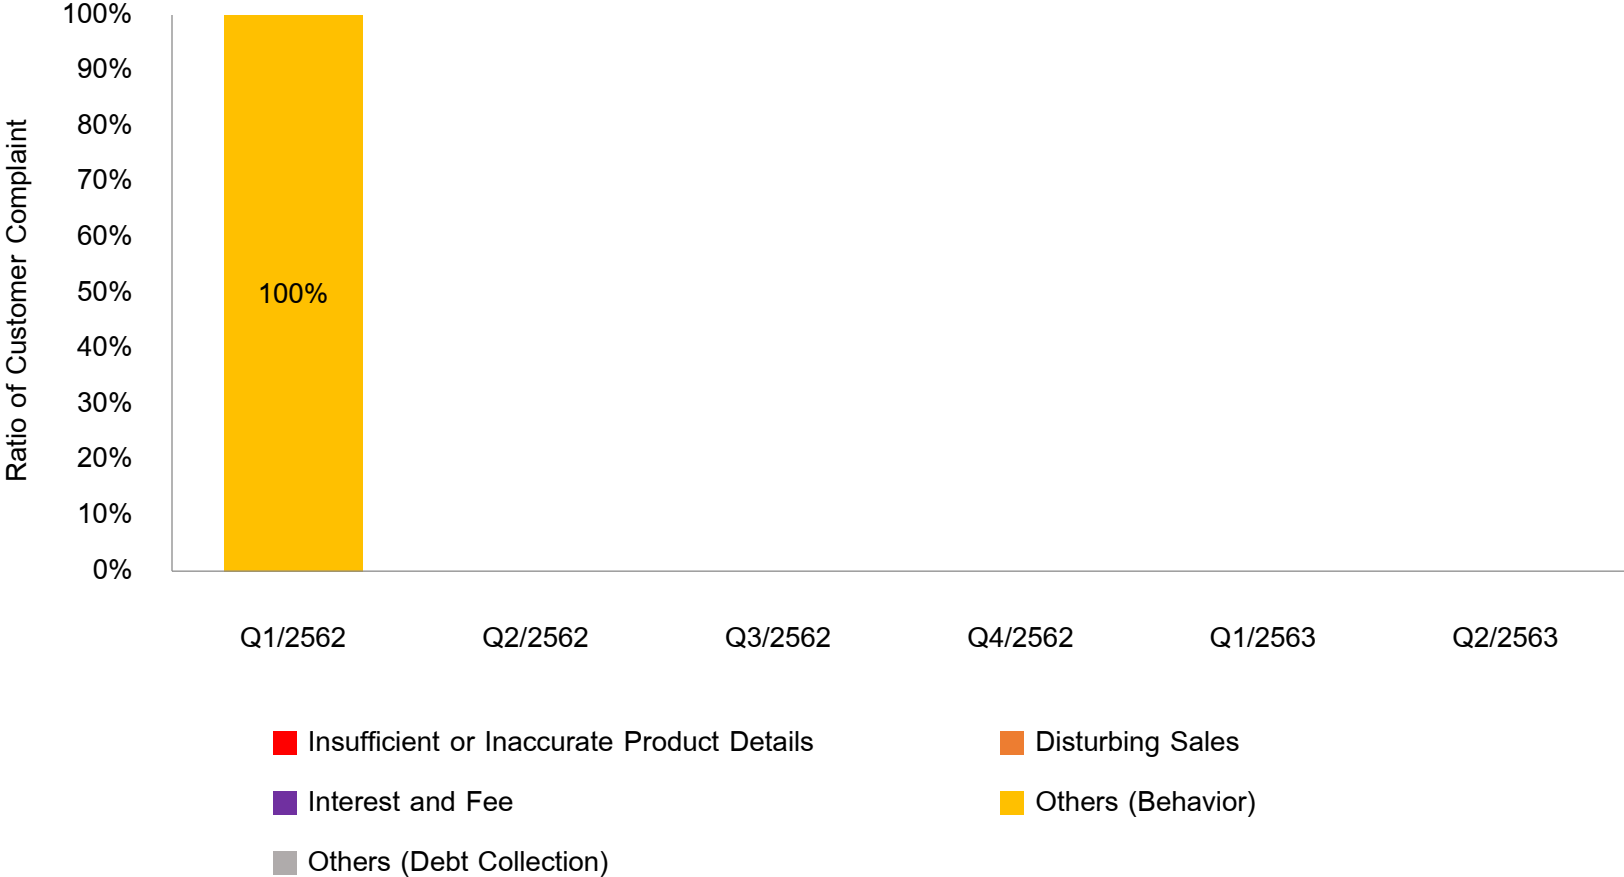 Ratio of Customer Complaint
100%
90%
80%
70%
60%
50%
40%
30%
20%
10%
0%
100%
Q1/2562 Q2/2562 Q3/2562 Q4/2562 Q1/2563 Q2/2563
Insufficient or Inaccurate Product Details
Disturbing Sales
Interest and Fee
Others (Behavior)
Others (Debt Collection)